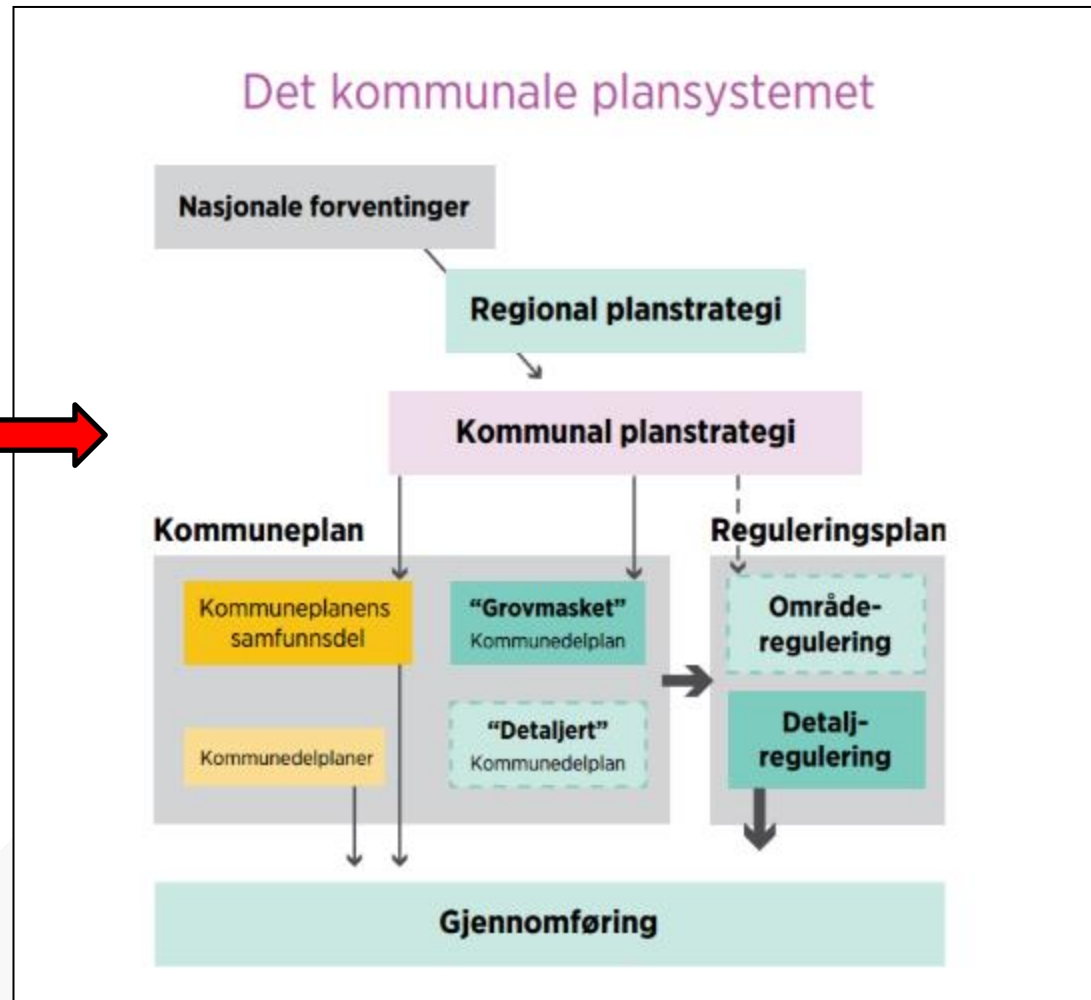 Det kommunale plansystemet
Nasjonale forventinger
Regional planstrategi
Kommunal planstrategi
Kommuneplan
Kommuneplanens
samfunnsdel
Kommunedelplaner
“Grovmasket”
Kommunedelplan
“Detaljert”
Kommunedelplan
Reguleringsplan
Område-
regulering
Detalj-
regulering
Gjennomføring